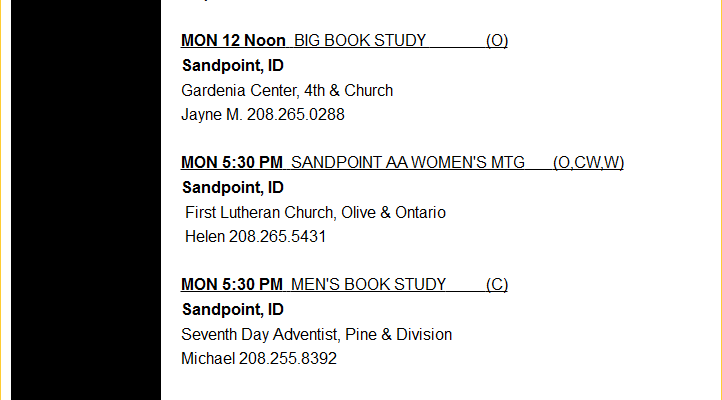 MON 12 Noon BIG BOOK STUDY (O)
Sandpoint, ID
Gardenia Center, 4th & Church
Jayne M. 208.265.0288
MON 5:30 PM SANDPOINT AA WOMEN'S MTG (O,CW,W)
Sandpoint, ID
First Lutheran Church, Olive & Ontario
Helen 208.265.5431
MON 5:30 PM MEN'S BOOK STUDY (C)
Sandpoint, ID
Seventh Day Adventist, Pine & Division
Michael 208.255.8392